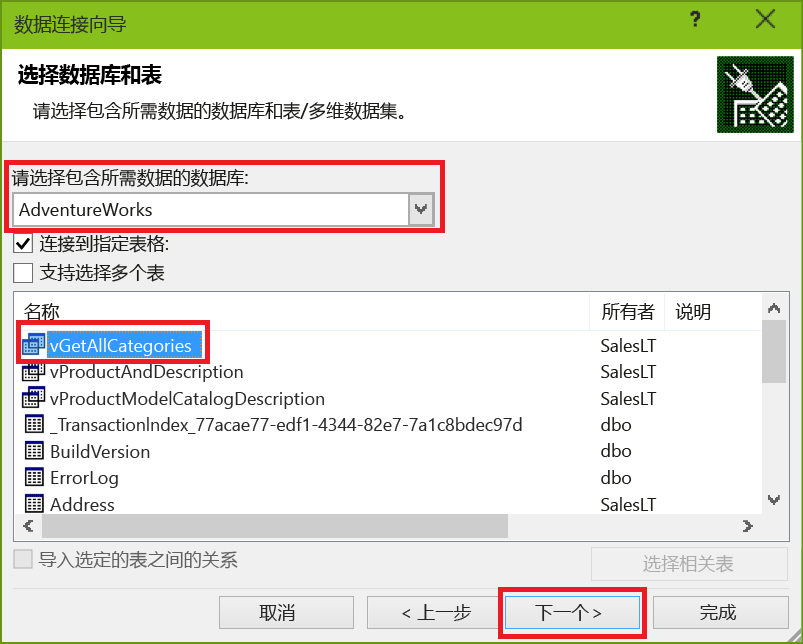 数据连接向导 ?
选择数据库和表
请选择包含所需数据的数据库和表/多维数据集。
请选择包含所需数据的数据库:
AdventureWorks
连接到指定表格:
支持选择多个表
名称 所有者 说明
vGetAllCategories SalesLT
vProductAndDescription SalesLT
vProductModelCatalogDescription SalesLT
_TransactionIndex_77acae77-edf1-4344-82e7-7a1c8bdec97d dbo
BuildVersion dbo
ErrorLog dbo
Address SalesLT
导入选定的表之间的关系 选择相关表
取消 < 上一步 下一个 > 完成